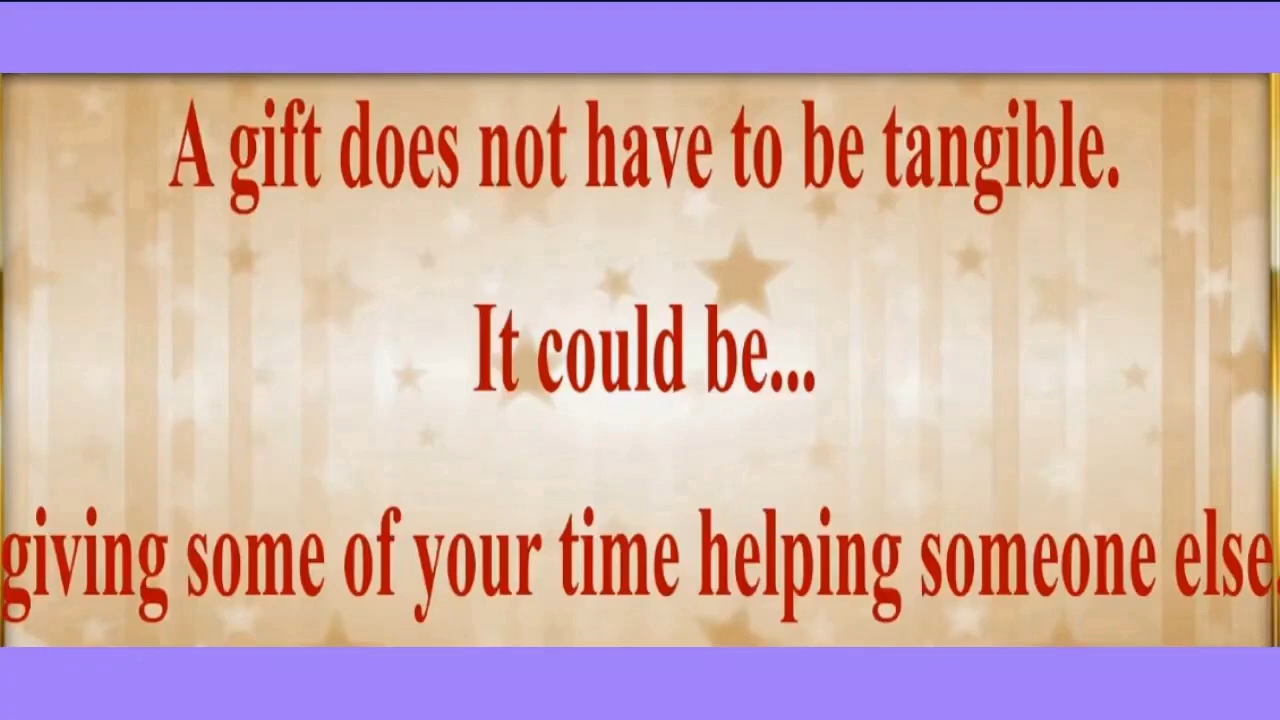 A gift does not have to be tangible.
It could be...
giving some of your time helping someone else.